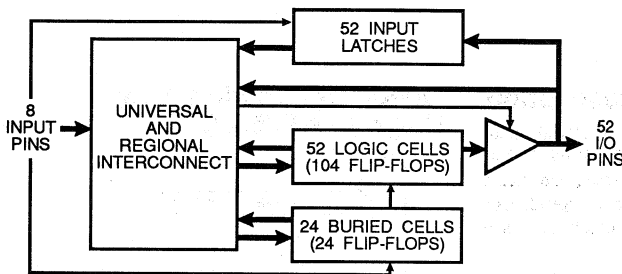 52 INPUT
LATCHES
8
INPUT
PINS
UNIVERSAL
AND
REGIONAL
INTERCONNECT
52 LOGIC CELLS
(104 FLIP-FLOPS)
52
I/O
PINS
24 BURIED CELLS
(24 FLIP-FLOPS)